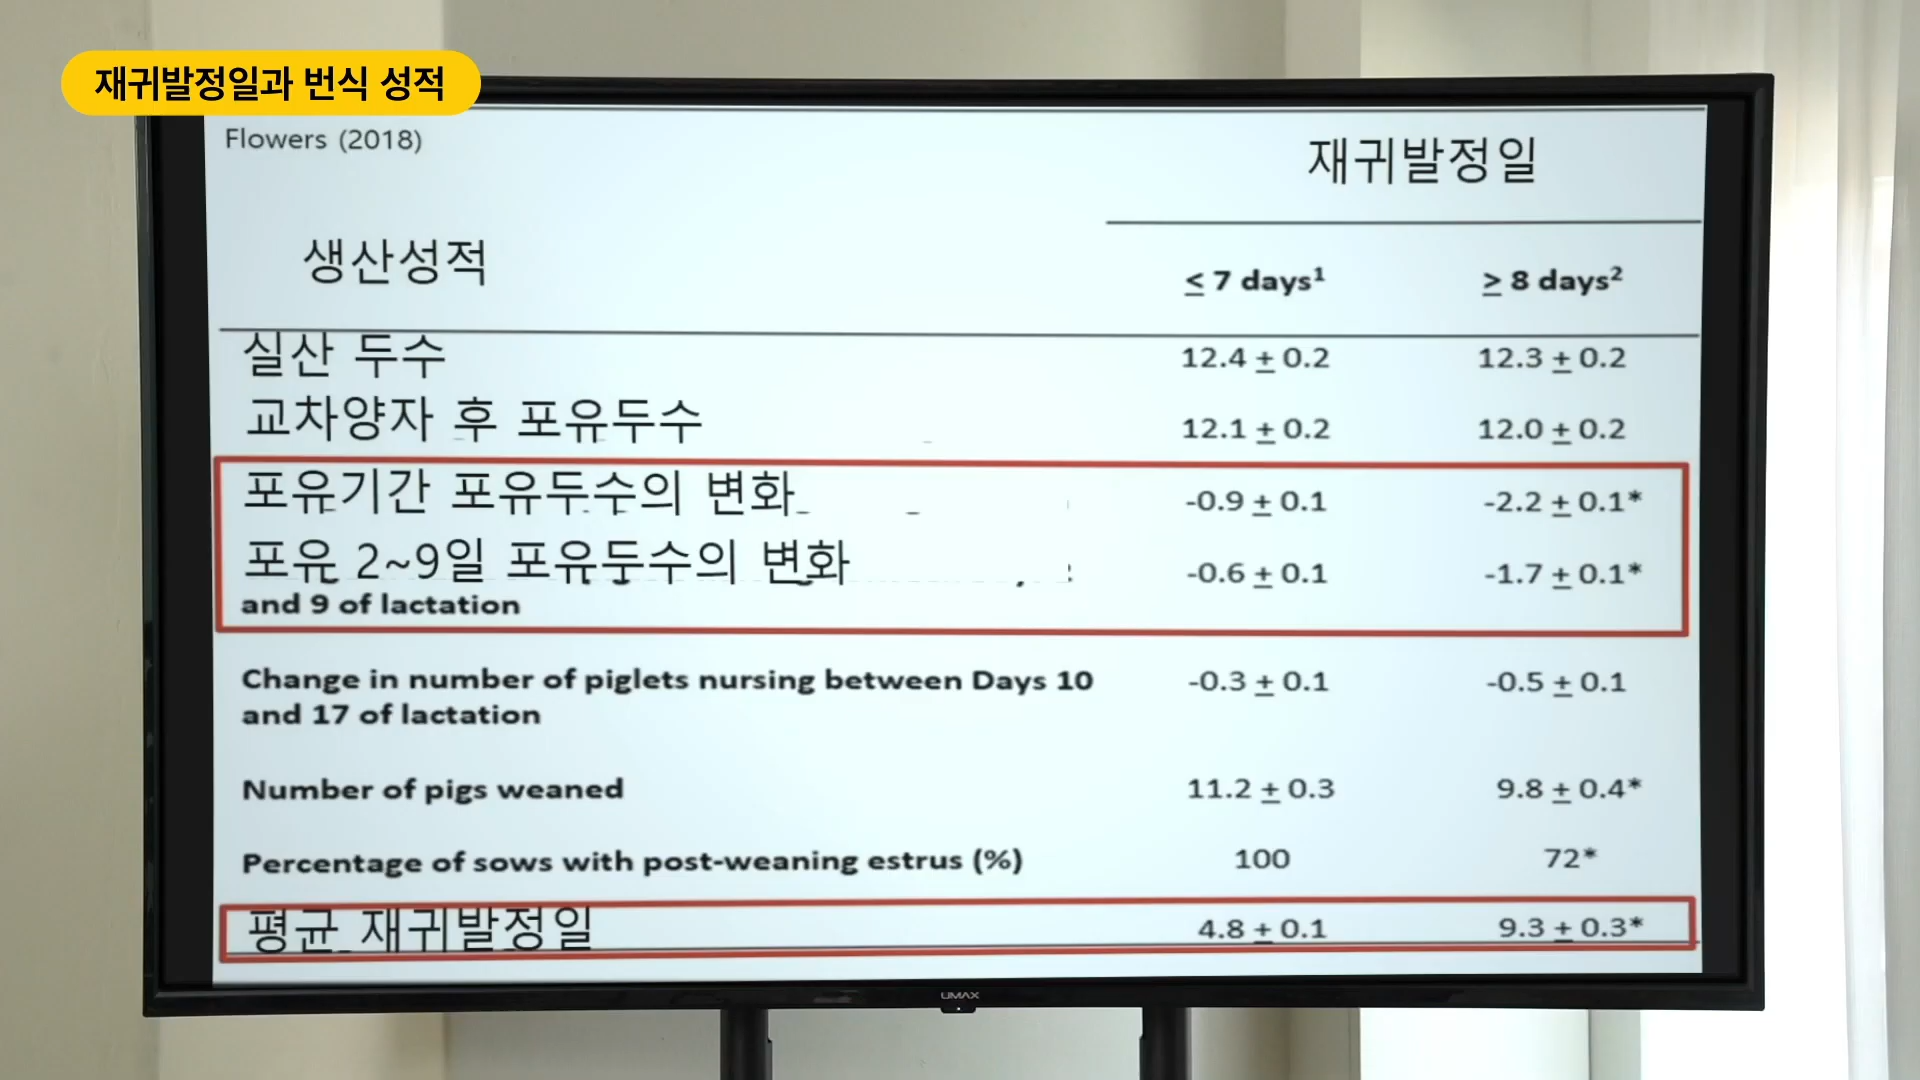 재귀발정일과 번식 성적
Flowers (2018)
재귀발정일
생산성적
≤ 7 days¹ ≥ 8 days²
실산 두수 12.4 ± 0.2 12.3 ± 0.2
교차양자 후 포유두수 12.1 ± 0.2 12.0 ± 0.2
포유기간 포유두수의 변화 -0.9 ± 0.1 -2.2 ± 0.1*
포유 2~9일 포유두수의 변화 -0.6 ± 0.1 -1.7 ± 0.1*
and 9 of lactation
Change in number of piglets nursing between Days 10 -0.3 ± 0.1 -0.5 ± 0.1
and 17 of lactation
Number of pigs weaned 11.2 ± 0.3 9.8 ± 0.4*
Percentage of sows with post-weaning estrus (%) 100 72*
평균 재귀발정일 4.8 ± 0.1 9.3 ± 0.3*
UMAX